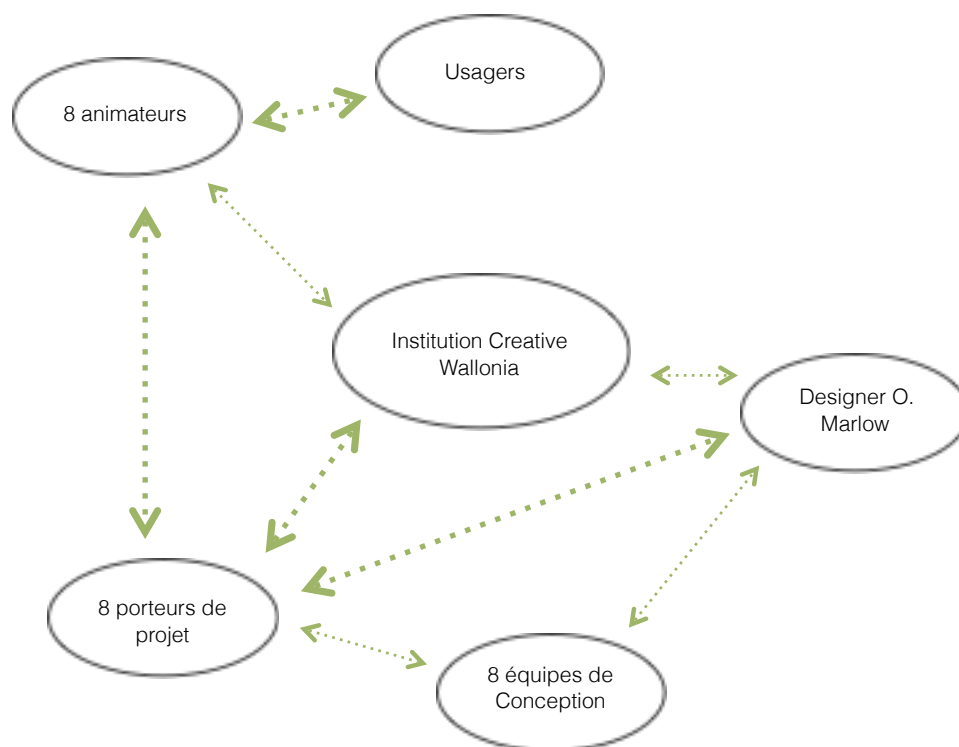 Usagers
8 animateurs
Institution Creative
Wallonia
Designer O.
Marlow
8 porteurs de
projet
8 équipes de
Conception